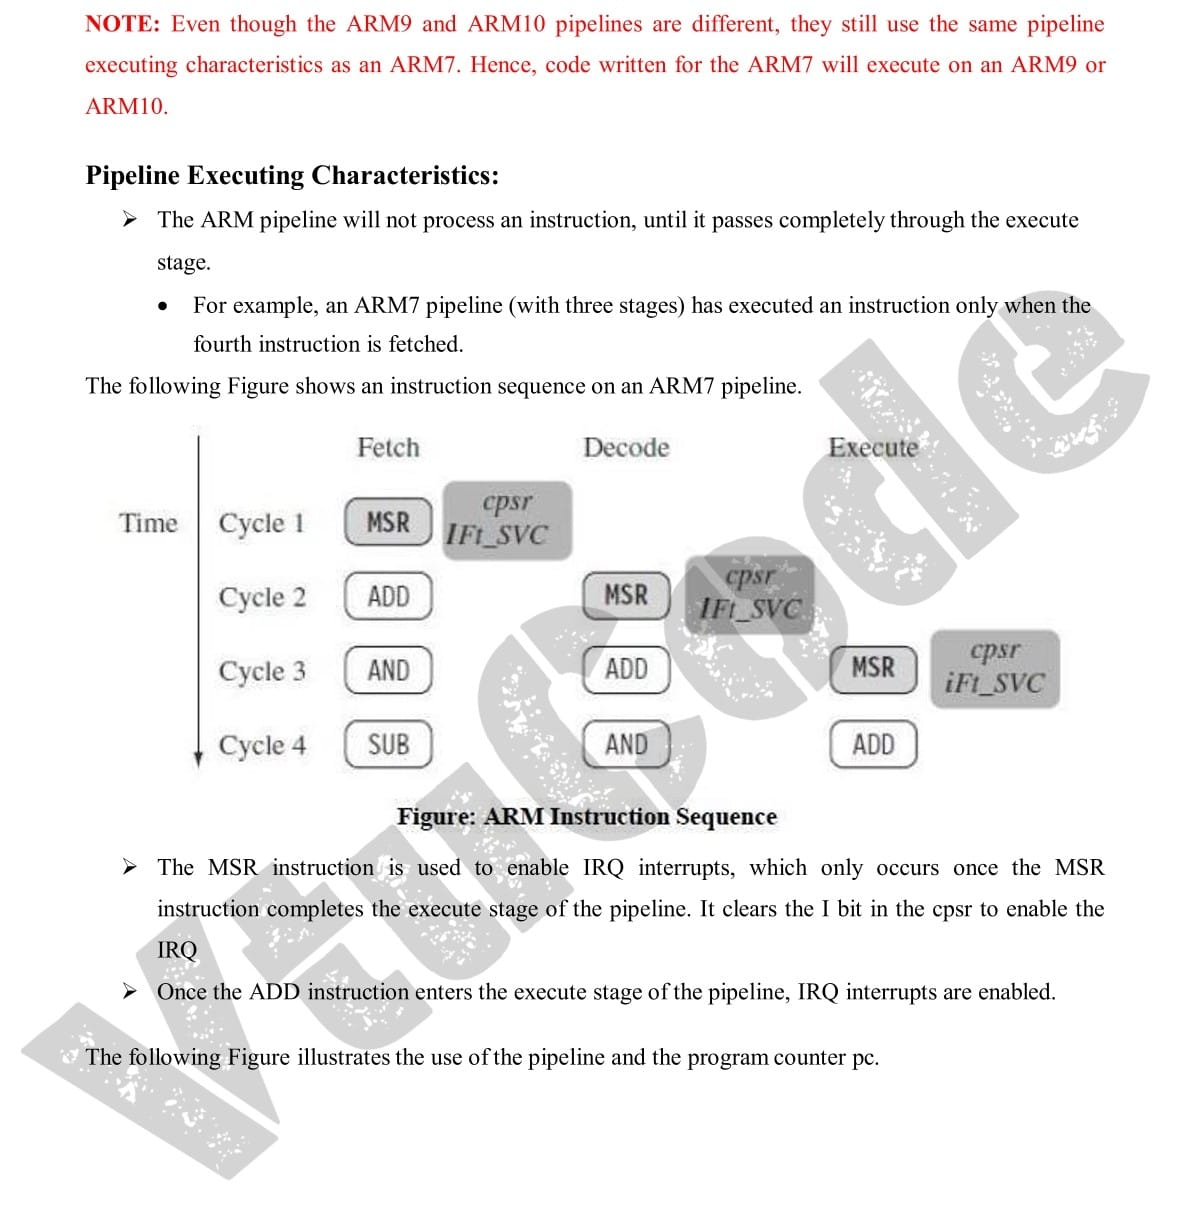 NOTE: Even though the ARM9 and ARM10 pipelines are different, they still use the same pipeline
executing characteristics as an ARM7. Hence, code written for the ARM7 will execute on an ARM9 or
ARM10.
Pipeline Executing Characteristics:
➤ The ARM pipeline will not process an instruction, until it passes completely through the execute
stage.
• For example, an ARM7 pipeline (with three stages) has executed an instruction only when the
fourth instruction is fetched.
The following Figure shows an instruction sequence on an ARM7 pipeline.
Fetch Decode Execute
Time Cycle 1 MSR cpsr IFt_SVC
Cycle 2 ADD MSR cpsr IFt_SVC
Cycle 3 AND ADD MSR cpsr iFt_SVC
Cycle 4 SUB AND ADD
Figure: ARM Instruction Sequence
➤ The MSR instruction is used to enable IRQ interrupts, which only occurs once the MSR
instruction completes the execute stage of the pipeline. It clears the I bit in the cpsr to enable the
IRQ
➤ Once the ADD instruction enters the execute stage of the pipeline, IRQ interrupts are enabled.
The following Figure illustrates the use of the pipeline and the program counter pc.
VtuCode